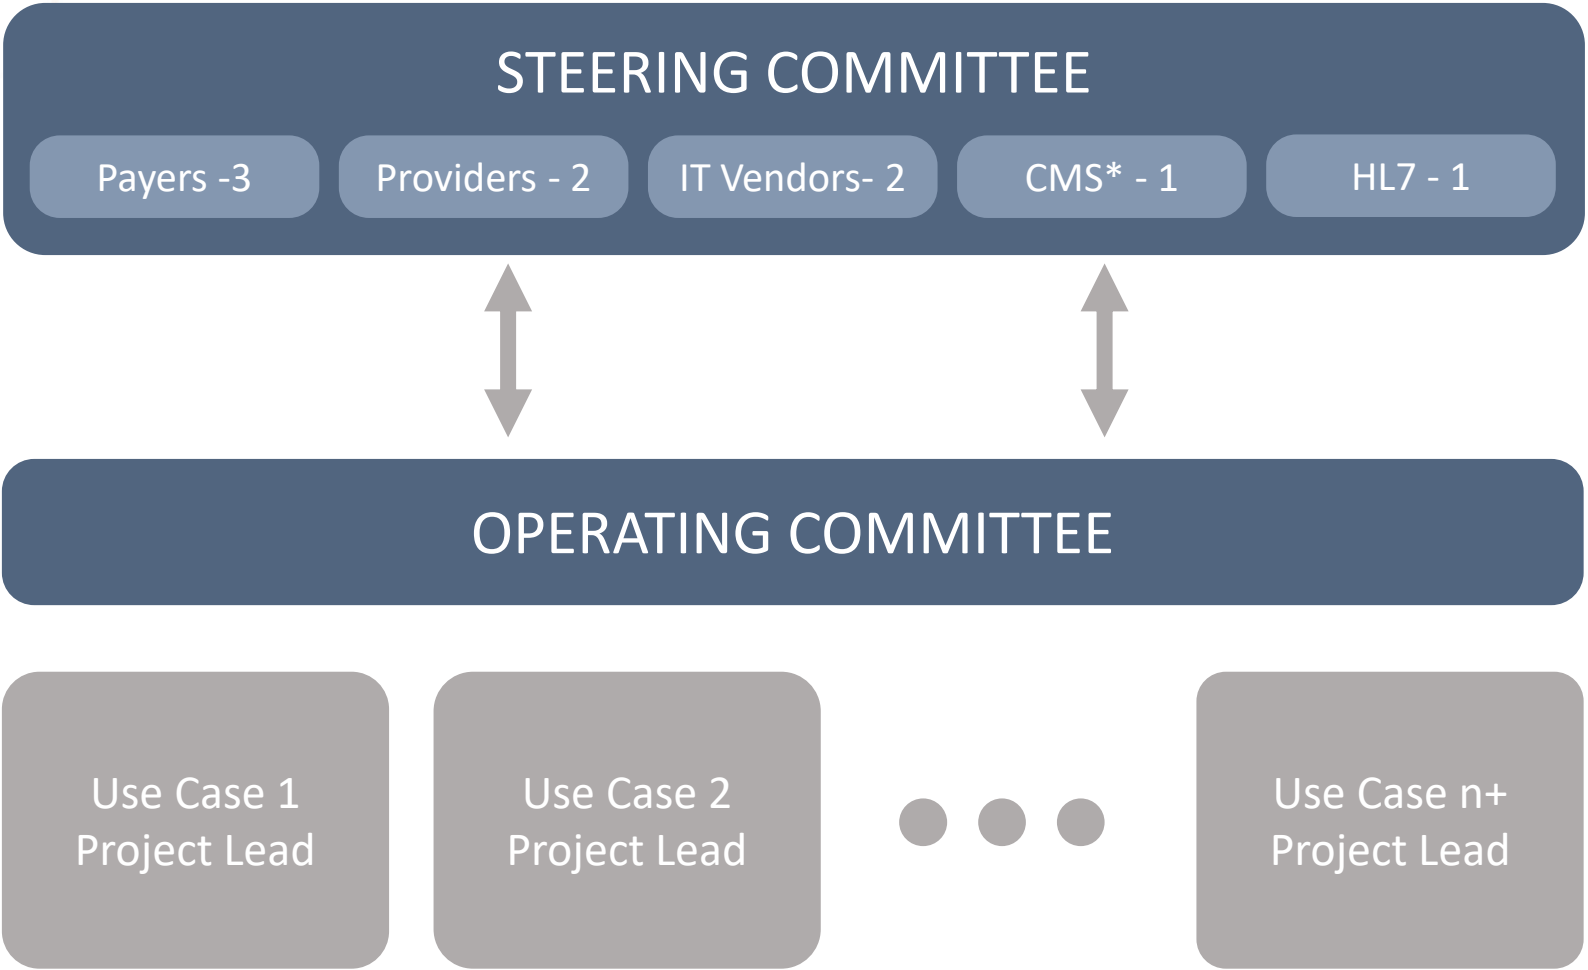 STEERING COMMITTEE
Payers -3
Providers - 2
IT Vendors- 2
CMS* - 1
HL7 - 1
OPERATING COMMITTEE
Use Case 1
Project Lead
Use Case 2
Project Lead
Use Case n+
Project Lead